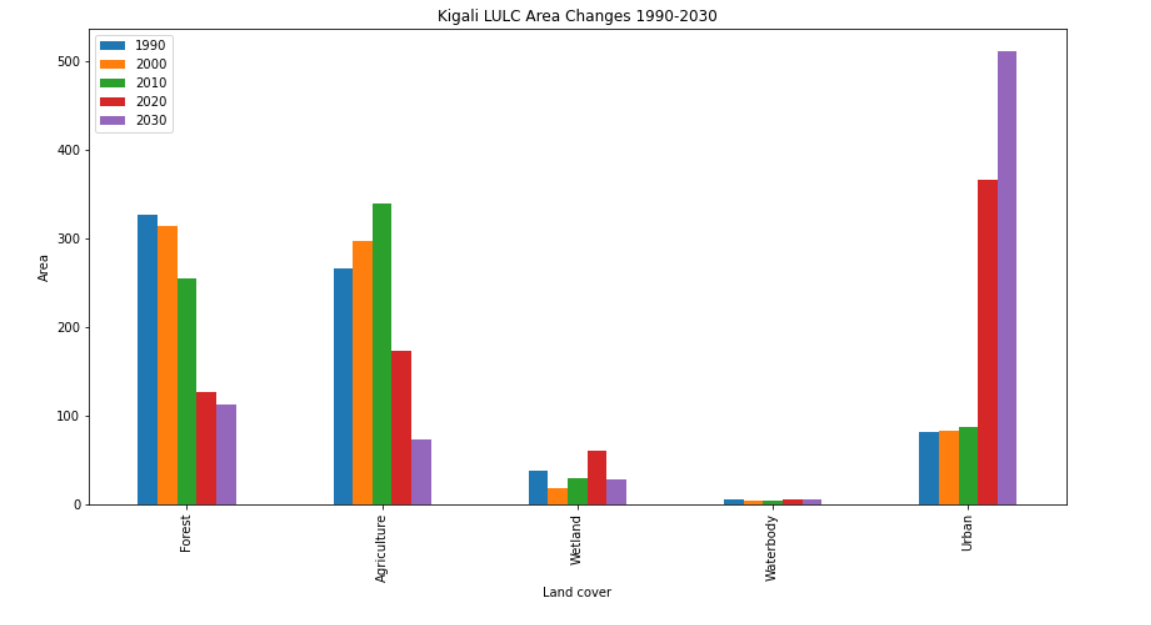 Kigali LULC Area Changes 1990-2030
1990
2000
2010
2020
2030
500
400
300
200
100
0
Area
Forest
Agriculture
Wetland
Waterbody
Urban
Land cover